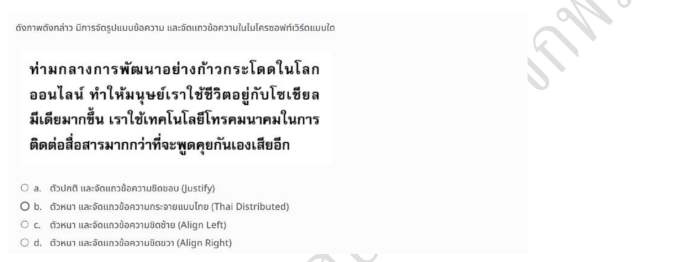 ดังภาพดังกล่าว มีการจัดรูปแบบข้อความ และจัดแถวข้อความในไมโครซอฟท์เวิร์ดแบบใด
ท่ามกลางการพัฒนาอย่างก้าวกระโดดในโลก
ออนไลน์ ทำให้มนุษย์เราใช้ชีวิตอยู่กับโซเชียล
มีเดียมากขึ้น เราใช้เทคโนโลยีโทรคมนาคมในการ
ติดต่อสื่อสารมากกว่าที่จะพูดคุยกันเองเสียอีก
a. ตัวปกติ และจัดแถวข้อความชิดขอบ (Justify)
b. ตัวหนา และจัดแถวข้อความกระจายแบบไทย (Thai Distributed)
c. ตัวหนา และจัดแถวข้อความชิดซ้าย (Align Left)
d. ตัวหนา และจัดแถวข้อความชิดขวา (Align Right)